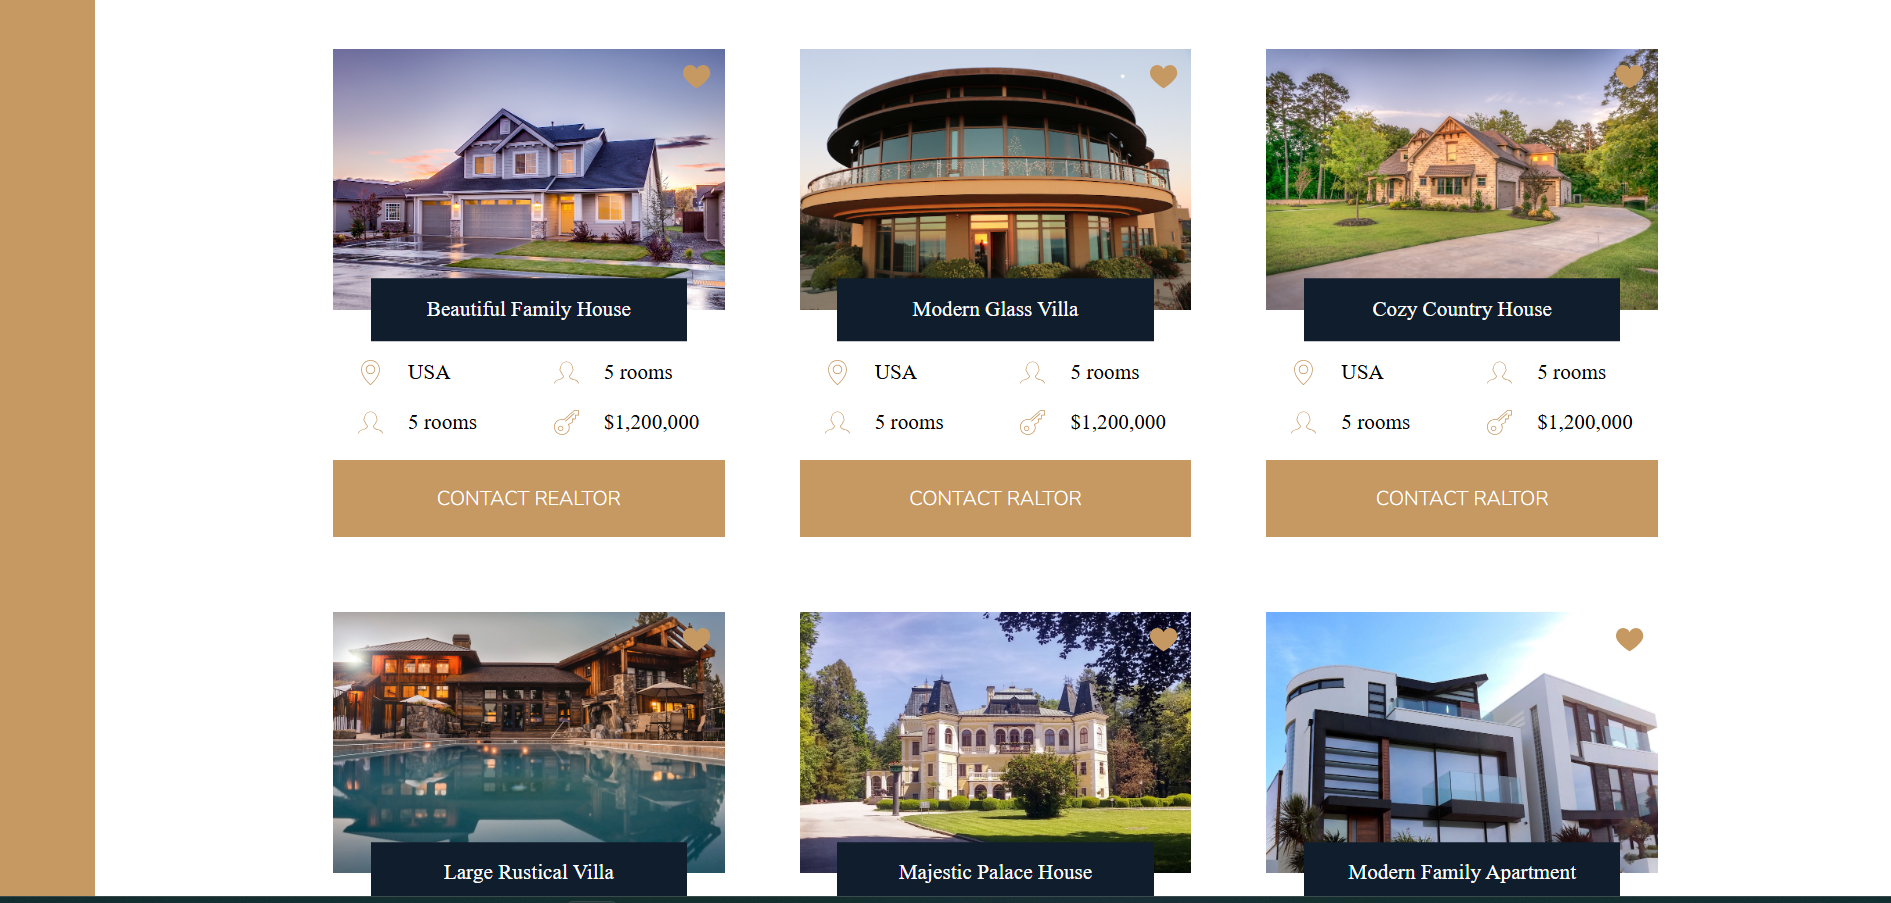 Beautiful Family House
USA
5 rooms
5 rooms
$1,200,000
CONTACT REALTOR
Modern Glass Villa
USA
5 rooms
5 rooms
$1,200,000
CONTACT RALTOR
Cozy Country House
USA
5 rooms
5 rooms
$1,200,000
CONTACT RALTOR
Large Rustical Villa
Majestic Palace House
Modern Family Apartment